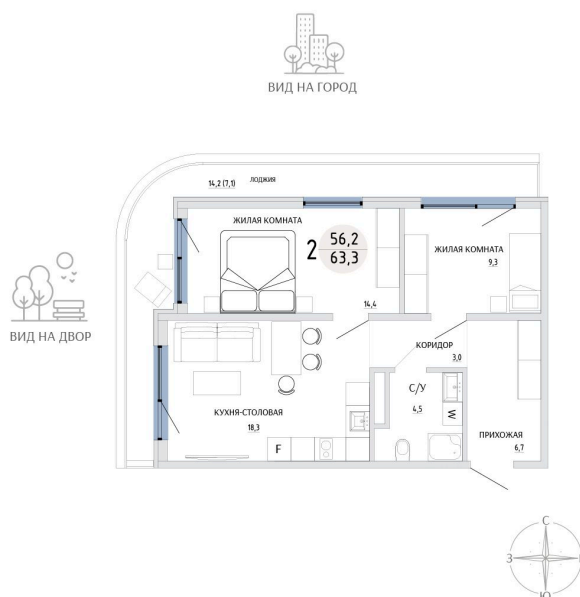 ВИД НА ГОРОД
14,2 (7,1) ЛОДЖИЯ
ЖИЛАЯ КОМНАТА
2 56,2
63,3
ЖИЛАЯ КОМНАТА
9,3
14,4
ВИД НА ДВОР
КОРИДОР
3,0
С/У
4,5
W
КУХНЯ-СТОЛОВАЯ
18,3
F
ПРИХОЖАЯ
6,7
С
З
Ю